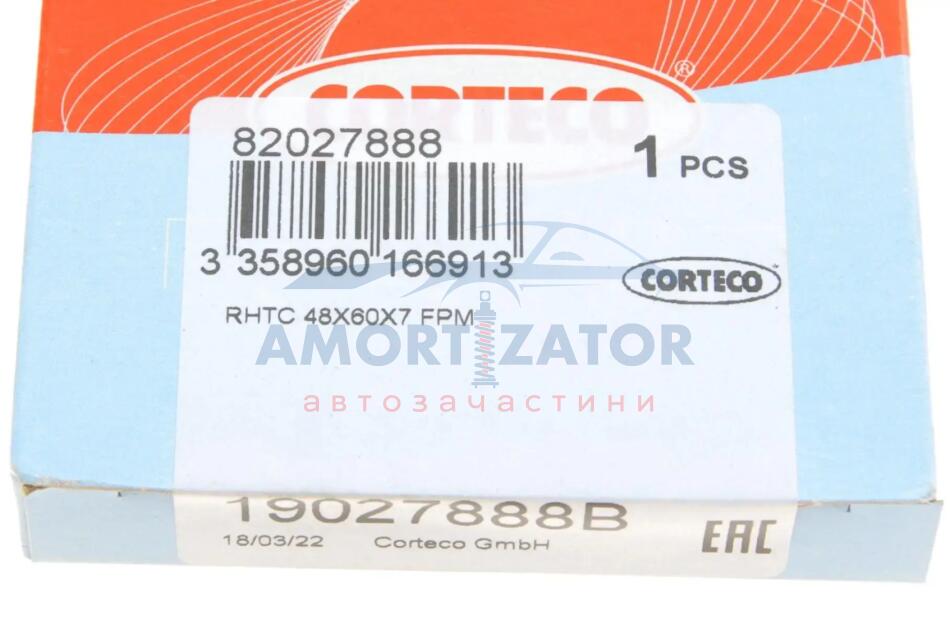 CORTECO®
82027888
1 PCS
3 358960 166913
CORTECO
RHTC 48X60X7 FPM
AMORTIZATOR
автозачастини
19027888B
18/03/22 Corteco GmbH
EAC